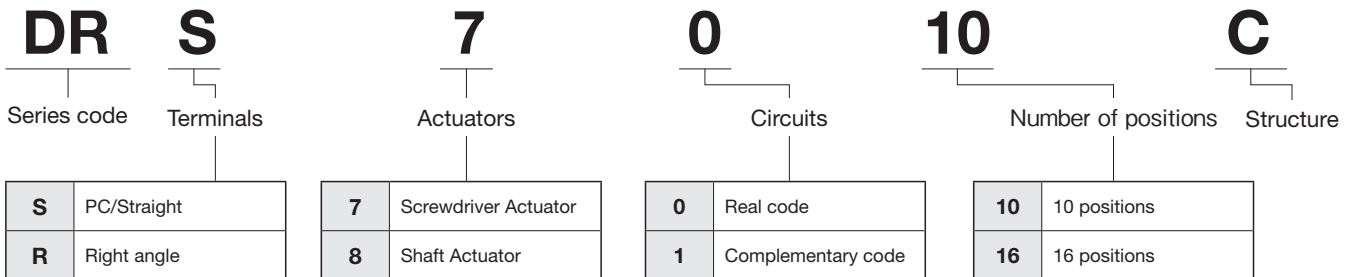 DR S 7 0 10 C
Series code Terminals Actuators Circuits Number of positions Structure
S PC/Straight 7 Screwdriver Actuator 0 Real code 10 10 positions
R Right angle 8 Shaft Actuator 1 Complementary code 16 16 positions